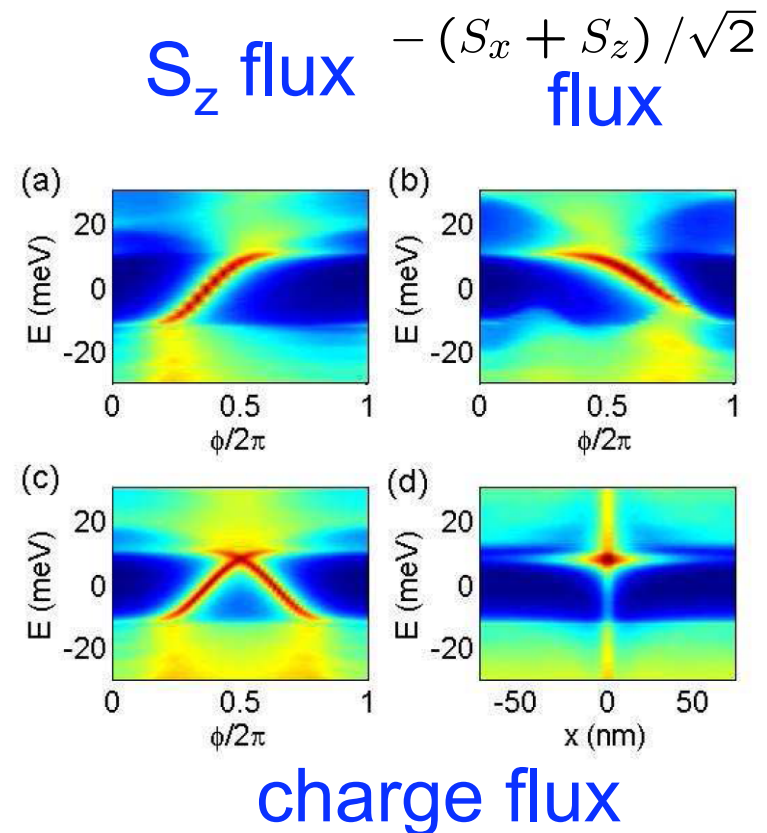 S_z flux
− (S_x + S_z) /√2
flux
(a)
20
0
-20
E (meV)
0 0.5 1
ϕ/2π
(b)
20
0
-20
E (meV)
0 0.5 1
ϕ/2π
(c)
20
0
-20
E (meV)
0 0.5 1
ϕ/2π
(d)
20
0
-20
E (meV)
-50 0 50
x (nm)
charge flux